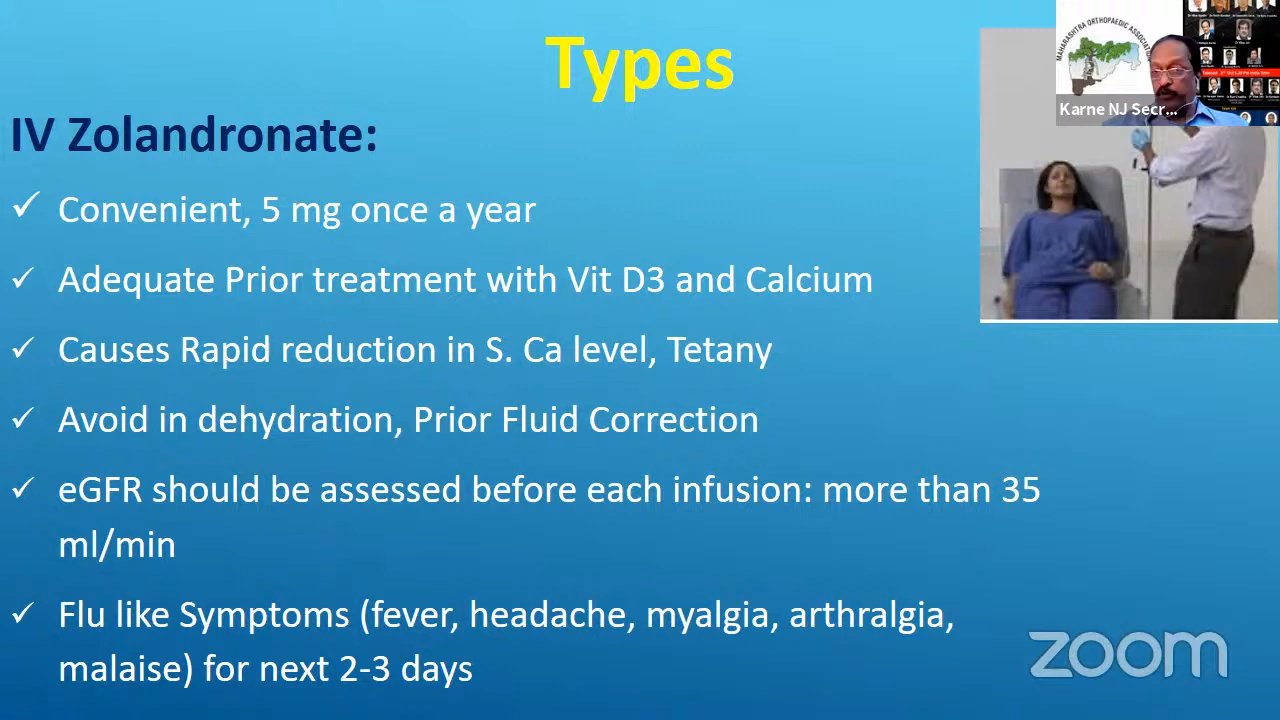 Types
IV Zolandronate:
✓ Convenient, 5 mg once a year
✓ Adequate Prior treatment with Vit D3 and Calcium
✓ Causes Rapid reduction in S. Ca level, Tetany
✓ Avoid in dehydration, Prior Fluid Correction
✓ eGFR should be assessed before each infusion: more than 35
ml/min
✓ Flu like Symptoms (fever, headache, myalgia, arthralgia,
malaise) for next 2-3 days
MAHARASHTRA ORTHOPAEDIC ASSOCIATION
Karne NJ Secr...
zoom